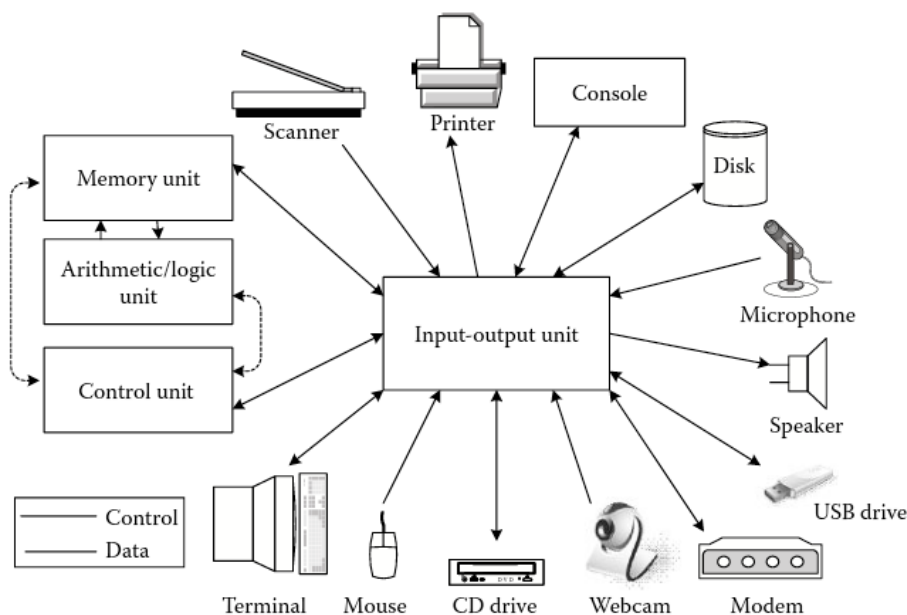 Scanner
Printer
Console
Disk
Memory unit
Arithmetic/logic
unit
Control unit
Input-output unit
Microphone
Speaker
USB drive
Control
Data
Terminal
Mouse
CD drive
Webcam
Modem